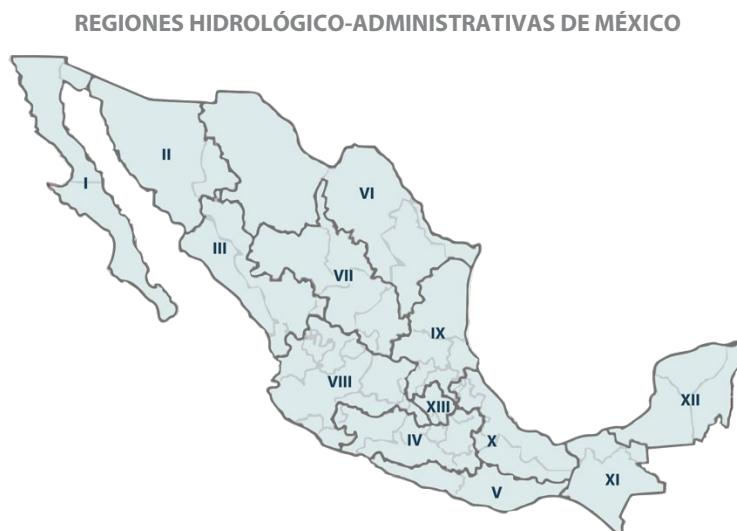 REGIONES HIDROLÓGICO-ADMINISTRATIVAS DE MÉXICO
II
I
VI
III
VII
IX
VIII
XIII
XII
IV
X
XI
V